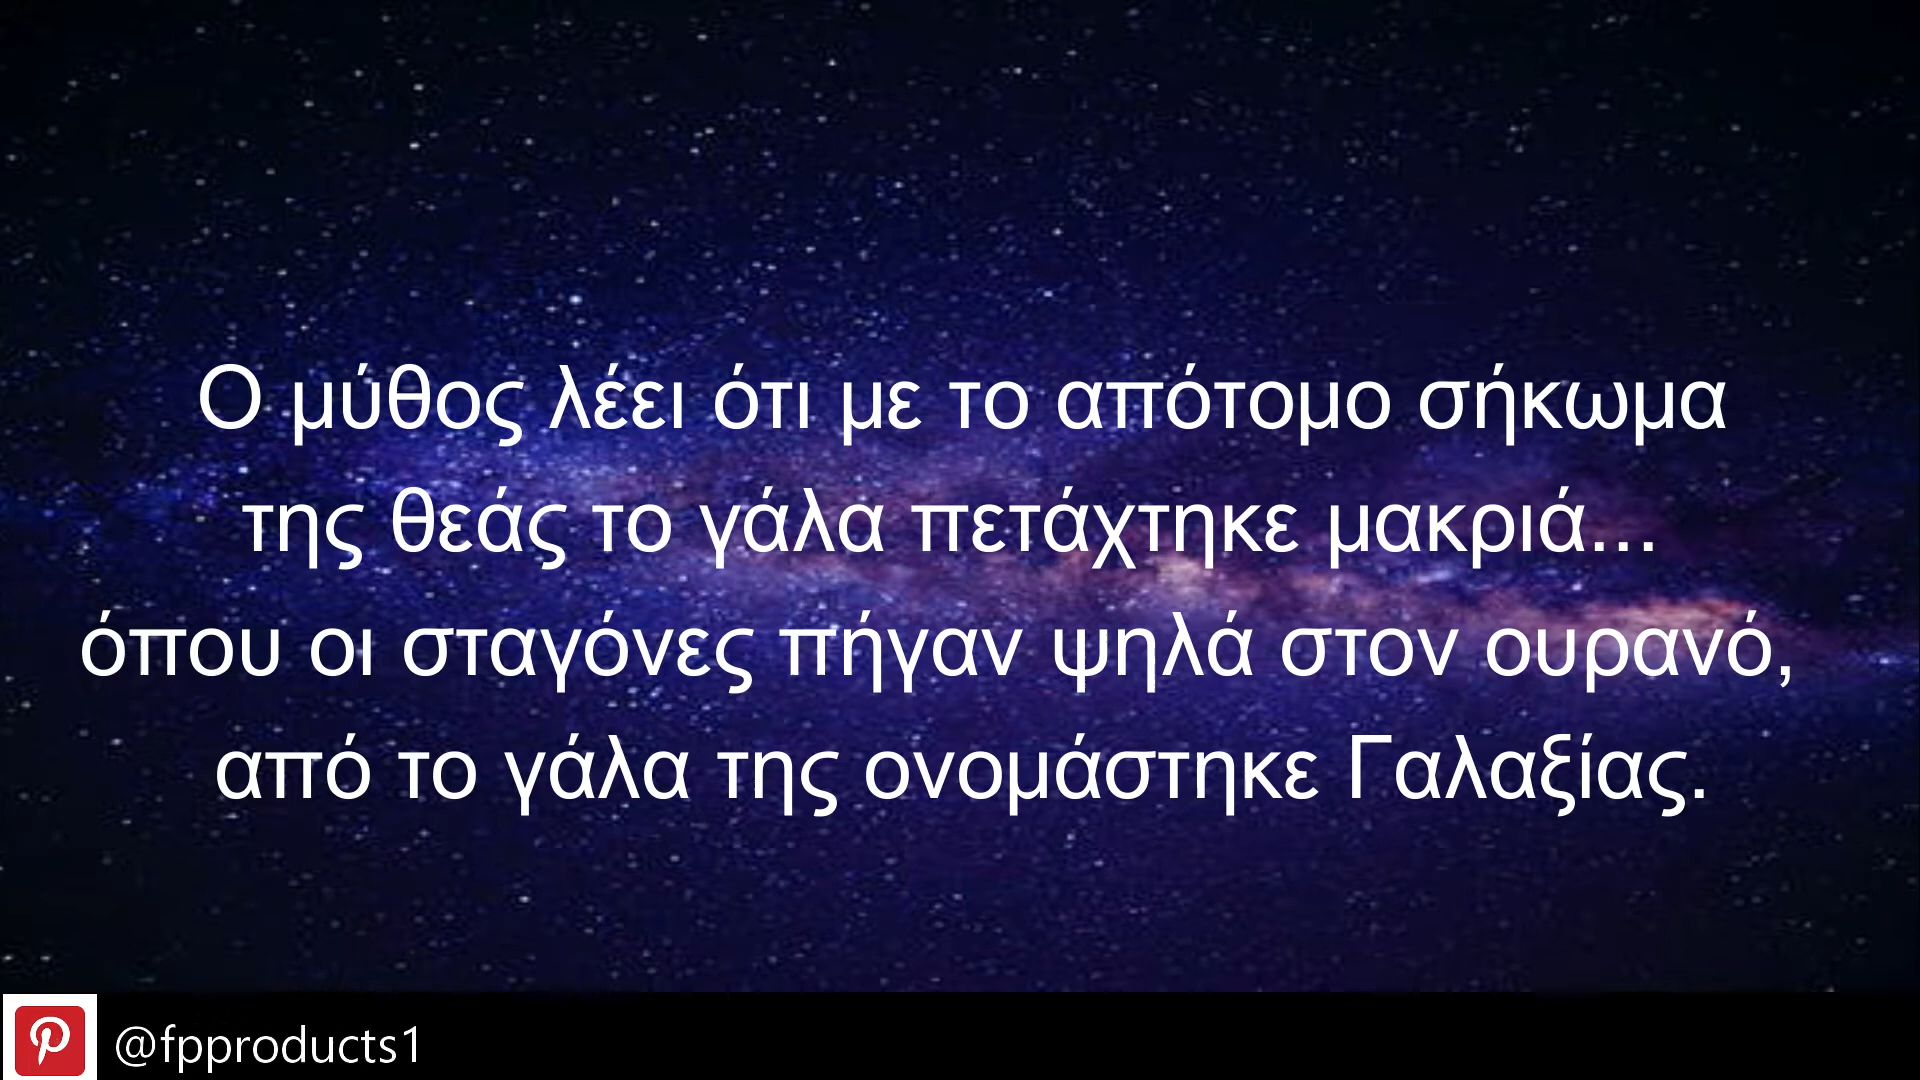 Ο μύθος λέει ότι με το απότομο σήκωμα
της θεάς το γάλα πετάχτηκε μακριά...
όπου οι σταγόνες πήγαν ψηλά στον ουρανό,
από το γάλα της ονομάστηκε Γαλαξίας.
@fpproducts1